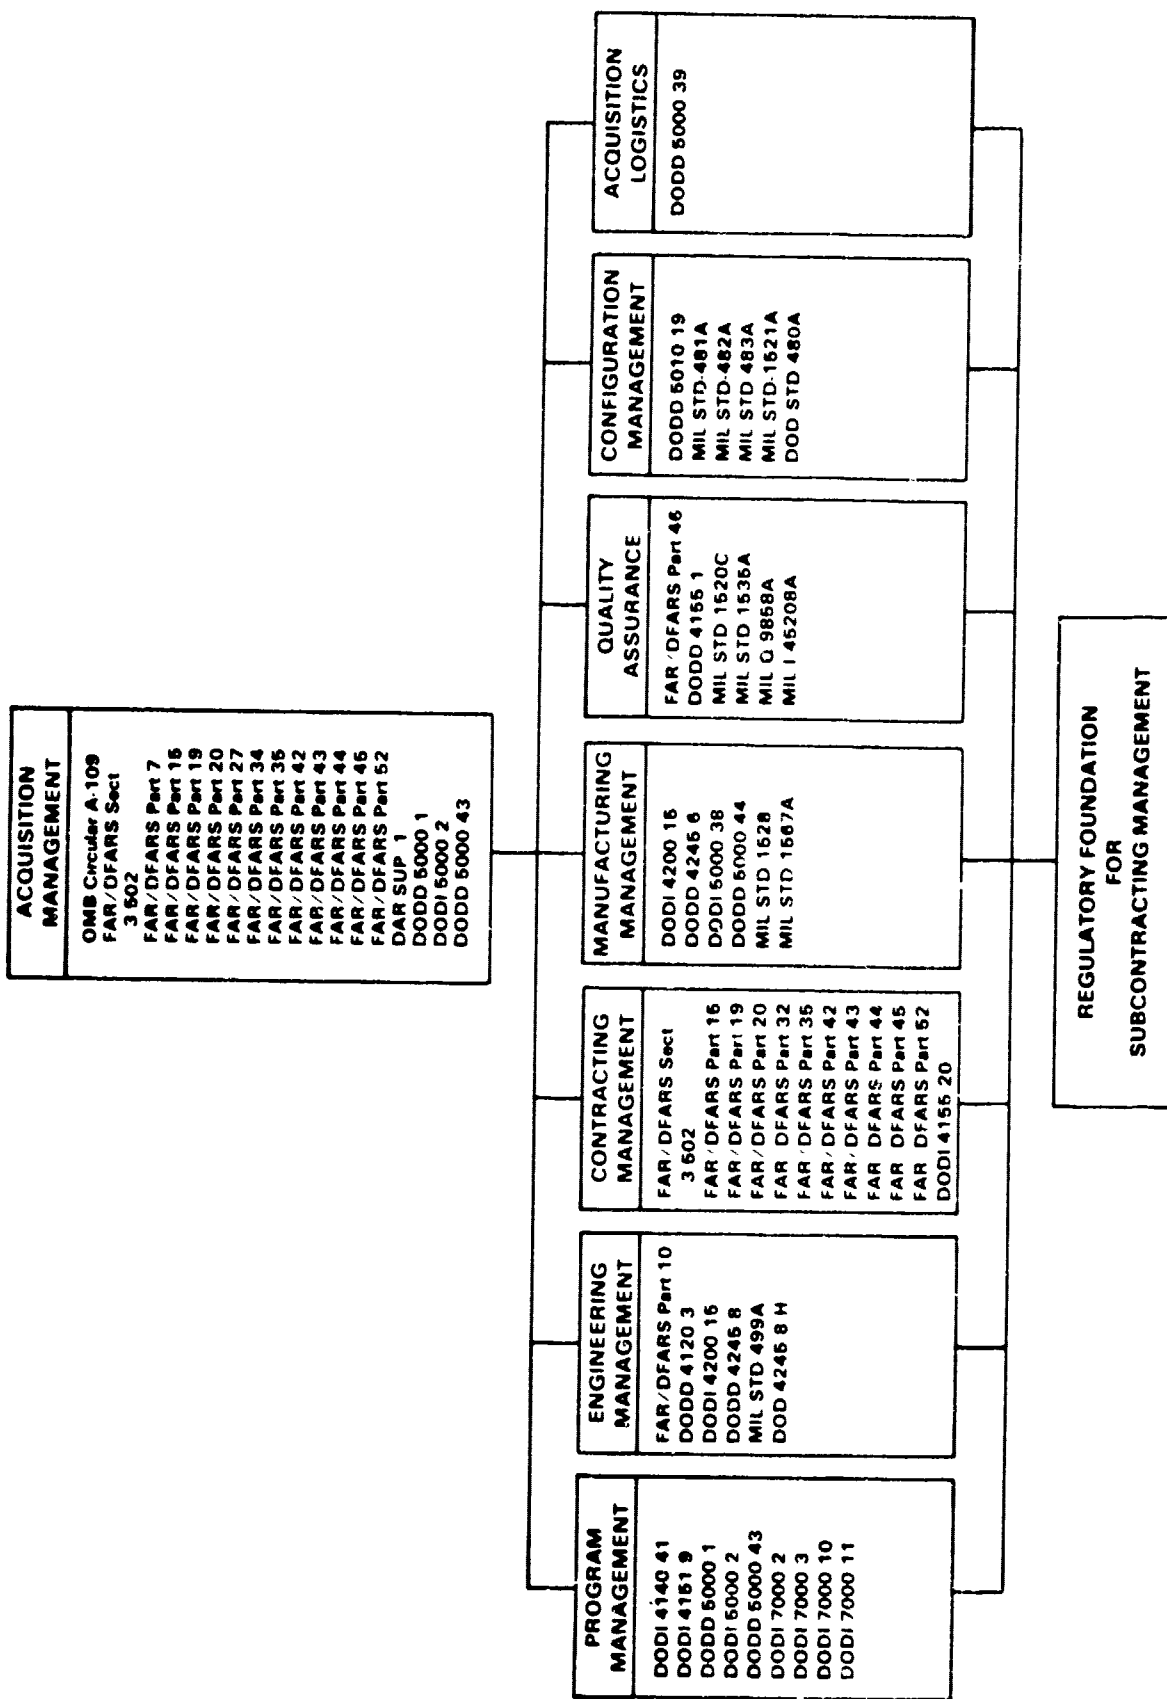 ACQUISITION
MANAGEMENT
OMB Circular A-109
FAR/DFARS Sect
3 502
FAR/DFARS Part 7
FAR/DFARS Part 15
FAR/DFARS Part 19
FAR/DFARS Part 20
FAR/DFARS Part 27
FAR/DFARS Part 34
FAR/DFARS Part 35
FAR/DFARS Part 42
FAR/DFARS Part 43
FAR/DFARS Part 44
FAR/DFARS Part 45
FAR/DFARS Part 52
DAR SUP 1
DODD 5000 1
DODI 5000 2
DODD 5000 43
PROGRAM
MANAGEMENT
DODI 4140 41
DODI 4151 9
DODD 5000 1
DODI 5000 2
DODD 5000 43
DODI 7000 2
DODI 7000 3
DODI 7000 10
DODI 7000 11
ENGINEERING
MANAGEMENT
FAR/DFARS Part 10
DODD 4120 3
DODI 4200 15
DODD 4245 8
MIL STD 499A
DOD 4245 8 H
CONTRACTING
MANAGEMENT
FAR/DFARS Sect
3 502
FAR/DFARS Part 15
FAR/DFARS Part 19
FAR/DFARS Part 20
FAR DFARS Part 32
FAR/DFARS Part 35
FAR/DFARS Part 42
FAR/DFARS Part 43
FAR DFARS Part 44
FAR DFARS Part 45
FAR DFARS Part 52
DODI 4155 20
MANUFACTURING
MANAGEMENT
DODI 4200 15
DODD 4245 6
DODI 5000 38
DODD 5000 44
MIL STD 1528
MIL STD 1567A
QUALITY
ASSURANCE
FAR/DFARS Part 46
DODD 4155 1
MIL STD 1520C
MIL STD 1535A
MIL Q 9858A
MIL I 45208A
CONFIGURATION
MANAGEMENT
DODD 5010 19
MIL STD-481A
MIL STD-482A
MIL STD 483A
MIL STD-1521A
DOD STD 480A
ACQUISITION
LOGISTICS
DODD 5000 39
REGULATORY FOUNDATION
FOR
SUBCONTRACTING MANAGEMENT